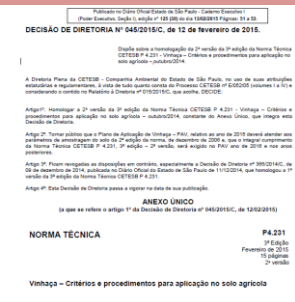 Publicado no Diário Oficial Estado de São Paulo - Caderno Executivo I
(Poder Executivo, Seção I), edição nº 125 (30) do dia 13/02/2015 Páginas: 51 a 53.
DECISÃO DE DIRETORIA Nº 045/2015/C, de 12 de fevereiro de 2015.
Dispõe sobre a homologação da 2ª versão da 3ª edição da Norma Técnica
CETESB P 4.231 - Vinhaça – Critérios e procedimentos para aplicação no
solo agrícola – outubro/2014.
A Diretoria Plena da CETESB - Companhia Ambiental do Estado de São Paulo, no uso de suas atribuições
estatutárias e regulamentares, à vista de tudo quanto consta do Processo CETESB nº
considerando o contido no Relatório à Diretoria nº 015/2015/C, que acolhe, DECIDE:
Artigo1º. Homologar a 2ª versão da 3ª edição da Norma Técnica CETESB P 4.231 - Vinhaça – Critérios e
procedimentos para aplicação no solo agrícola – outubro/2014, constante do Anexo Único, que integra esta
Decisão de Diretoria.
Artigo 2º. Tornar público que o Plano de Aplicação de Vinhaça – PAV, relativo ao ano de 2015 deverá atender aos
parâmetros de amostragem do solo da 2ª edição da norma, de dezembro de 2006, e que o integral cumprimento
da Norma Técnica CETESB P 4.231, 3ª edição – 2ª versão, será exigido no PAV ano de 2016 e nos anos
posteriores.
Artigo 3º. Ficam revogadas as disposições em contrário, especialmente a Decisão de Diretoria nº 365/2014/C, de
09 de dezembro de 2014, publicada no Diário Oficial do Estado de São Paulo de 11/12/2014, que homologou a 1ª
versão da 3ª edição da Norma Técnica CETESB P 4.231.
Artigo 4º. Esta Decisão de Diretoria passa a vigorar na data de sua publicação.
ANEXO ÚNICO
(a que se refere o artigo 1º da Decisão de Diretoria nº 045/2015/C, de 12/02/2015)
NORMA TÉCNICA
P4.231
3ª Edição
Fevereiro de 2015
15 páginas
2ª versão
Vinhaça – Critérios e procedimentos para aplicação no solo agrícola